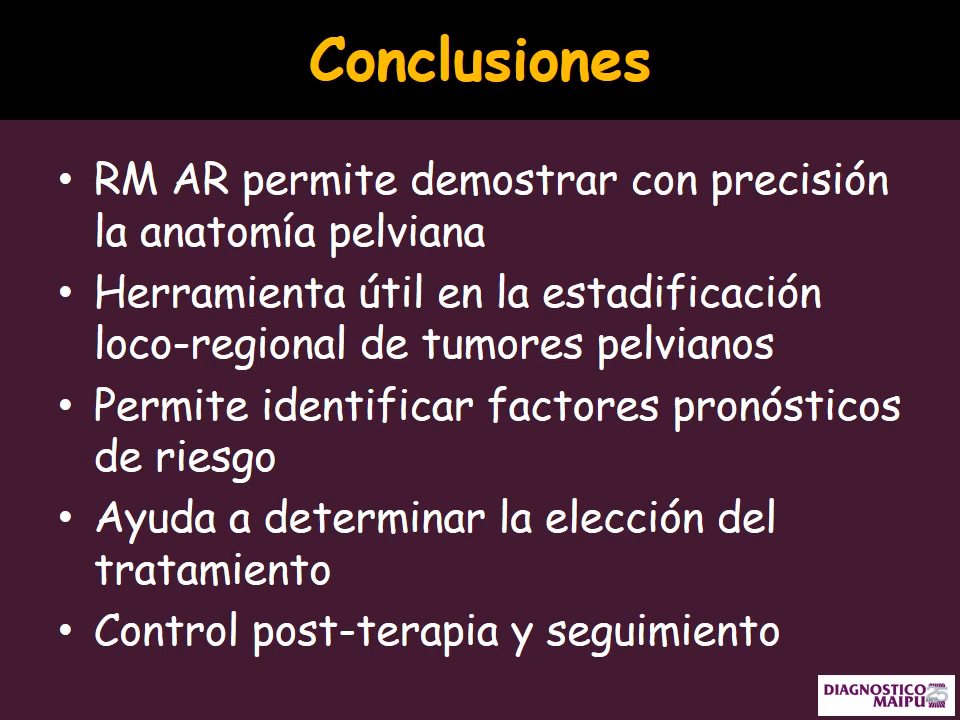 Conclusiones
• RM AR permite demostrar con precisión
la anatomía pelviana
• Herramienta útil en la estadificación
loco-regional de tumores pelvianos
• Permite identificar factores pronósticos
de riesgo
• Ayuda a determinar la elección del
tratamiento
• Control post-terapia y seguimiento
DIAGNOSTICO
MAIPU 25